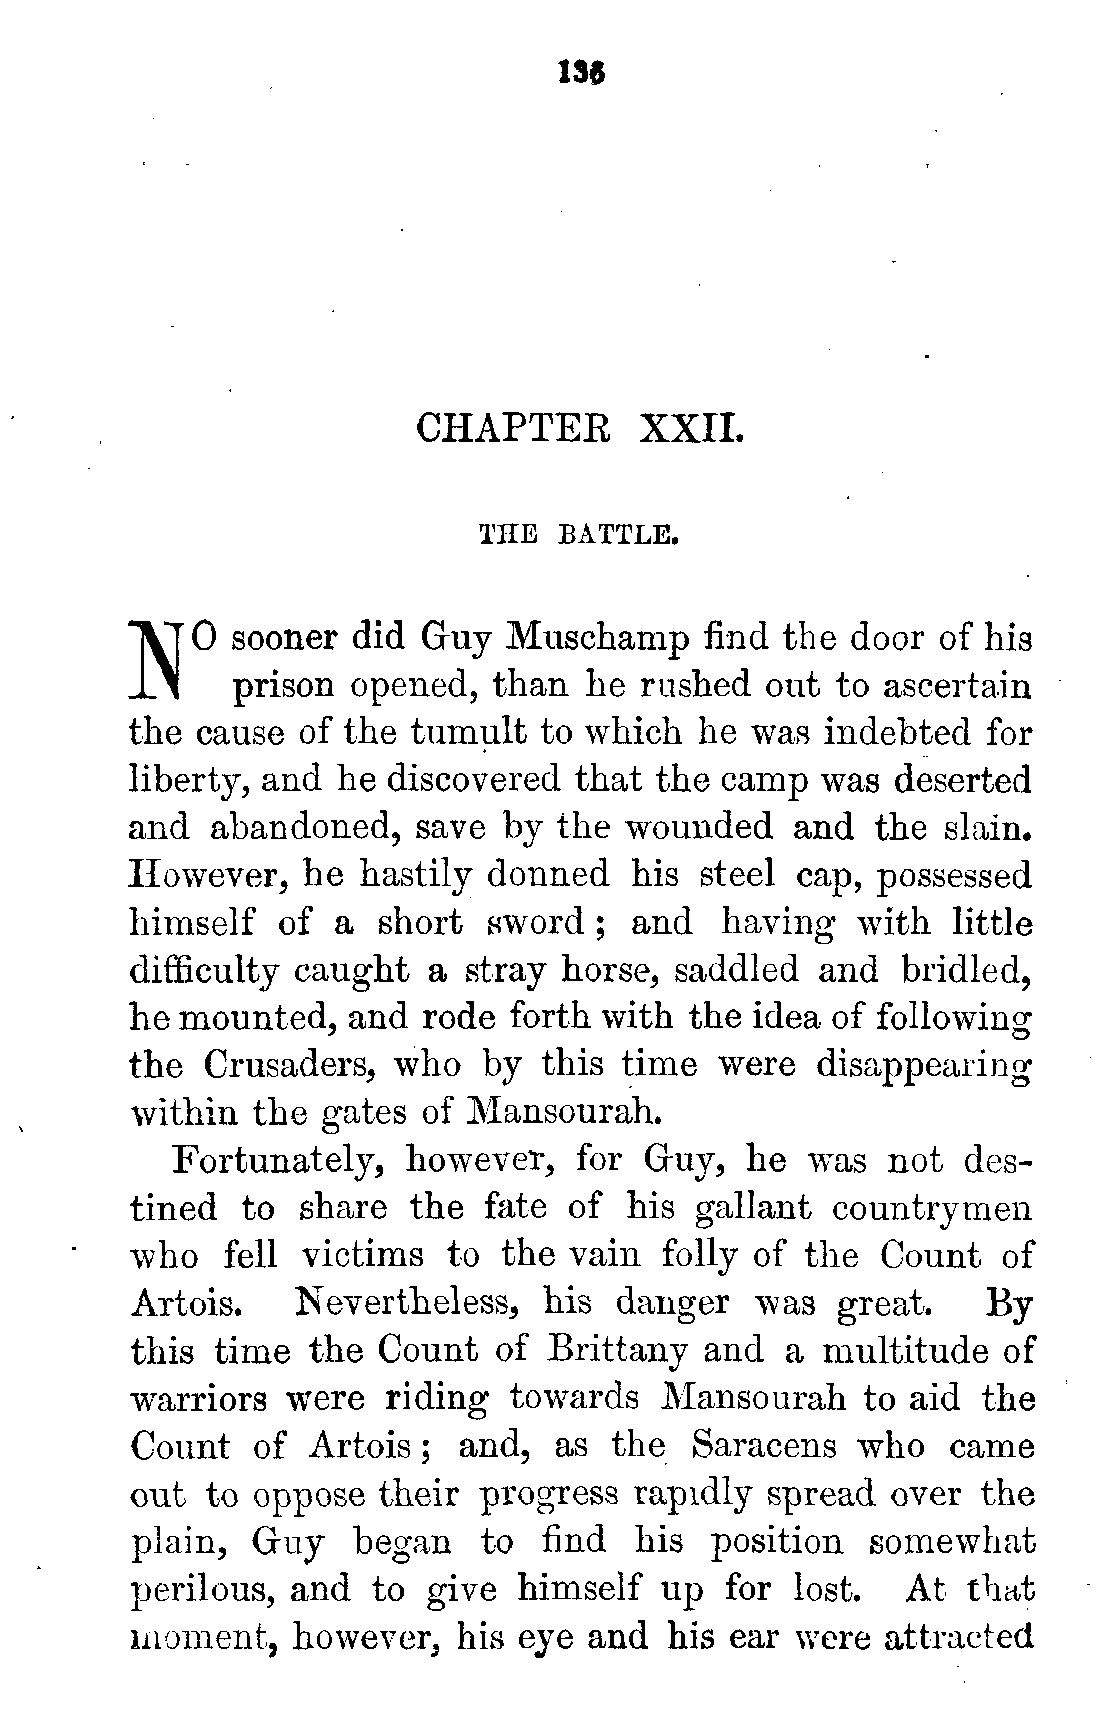 136
CHAPTER XXII.
THE BATTLE.
NO sooner did Guy Muschamp find the door of his
prison opened, than he rushed out to ascertain
the cause of the tumult to which he was indebted for
liberty, and he discovered that the camp was deserted
and abandoned, save by the wounded and the slain.
However, he hastily donned his steel cap, possessed
himself of a short sword; and having with little
difficulty caught a stray horse, saddled and bridled,
he mounted, and rode forth with the idea of following
the Crusaders, who by this time were disappearing
within the gates of Mansourah.
Fortunately, however, for Guy, he was not des-
tined to share the fate of his gallant countrymen
who fell victims to the vain folly of the Count of
Artois. Nevertheless, his danger was great. By
this time the Count of Brittany and a multitude of
warriors were riding towards Mansourah to aid the
Count of Artois; and, as the Saracens who came
out to oppose their progress rapidly spread over the
plain, Guy began to find his position somewhat
perilous, and to give himself up for lost. At that
moment, however, his eye and his ear were attracted